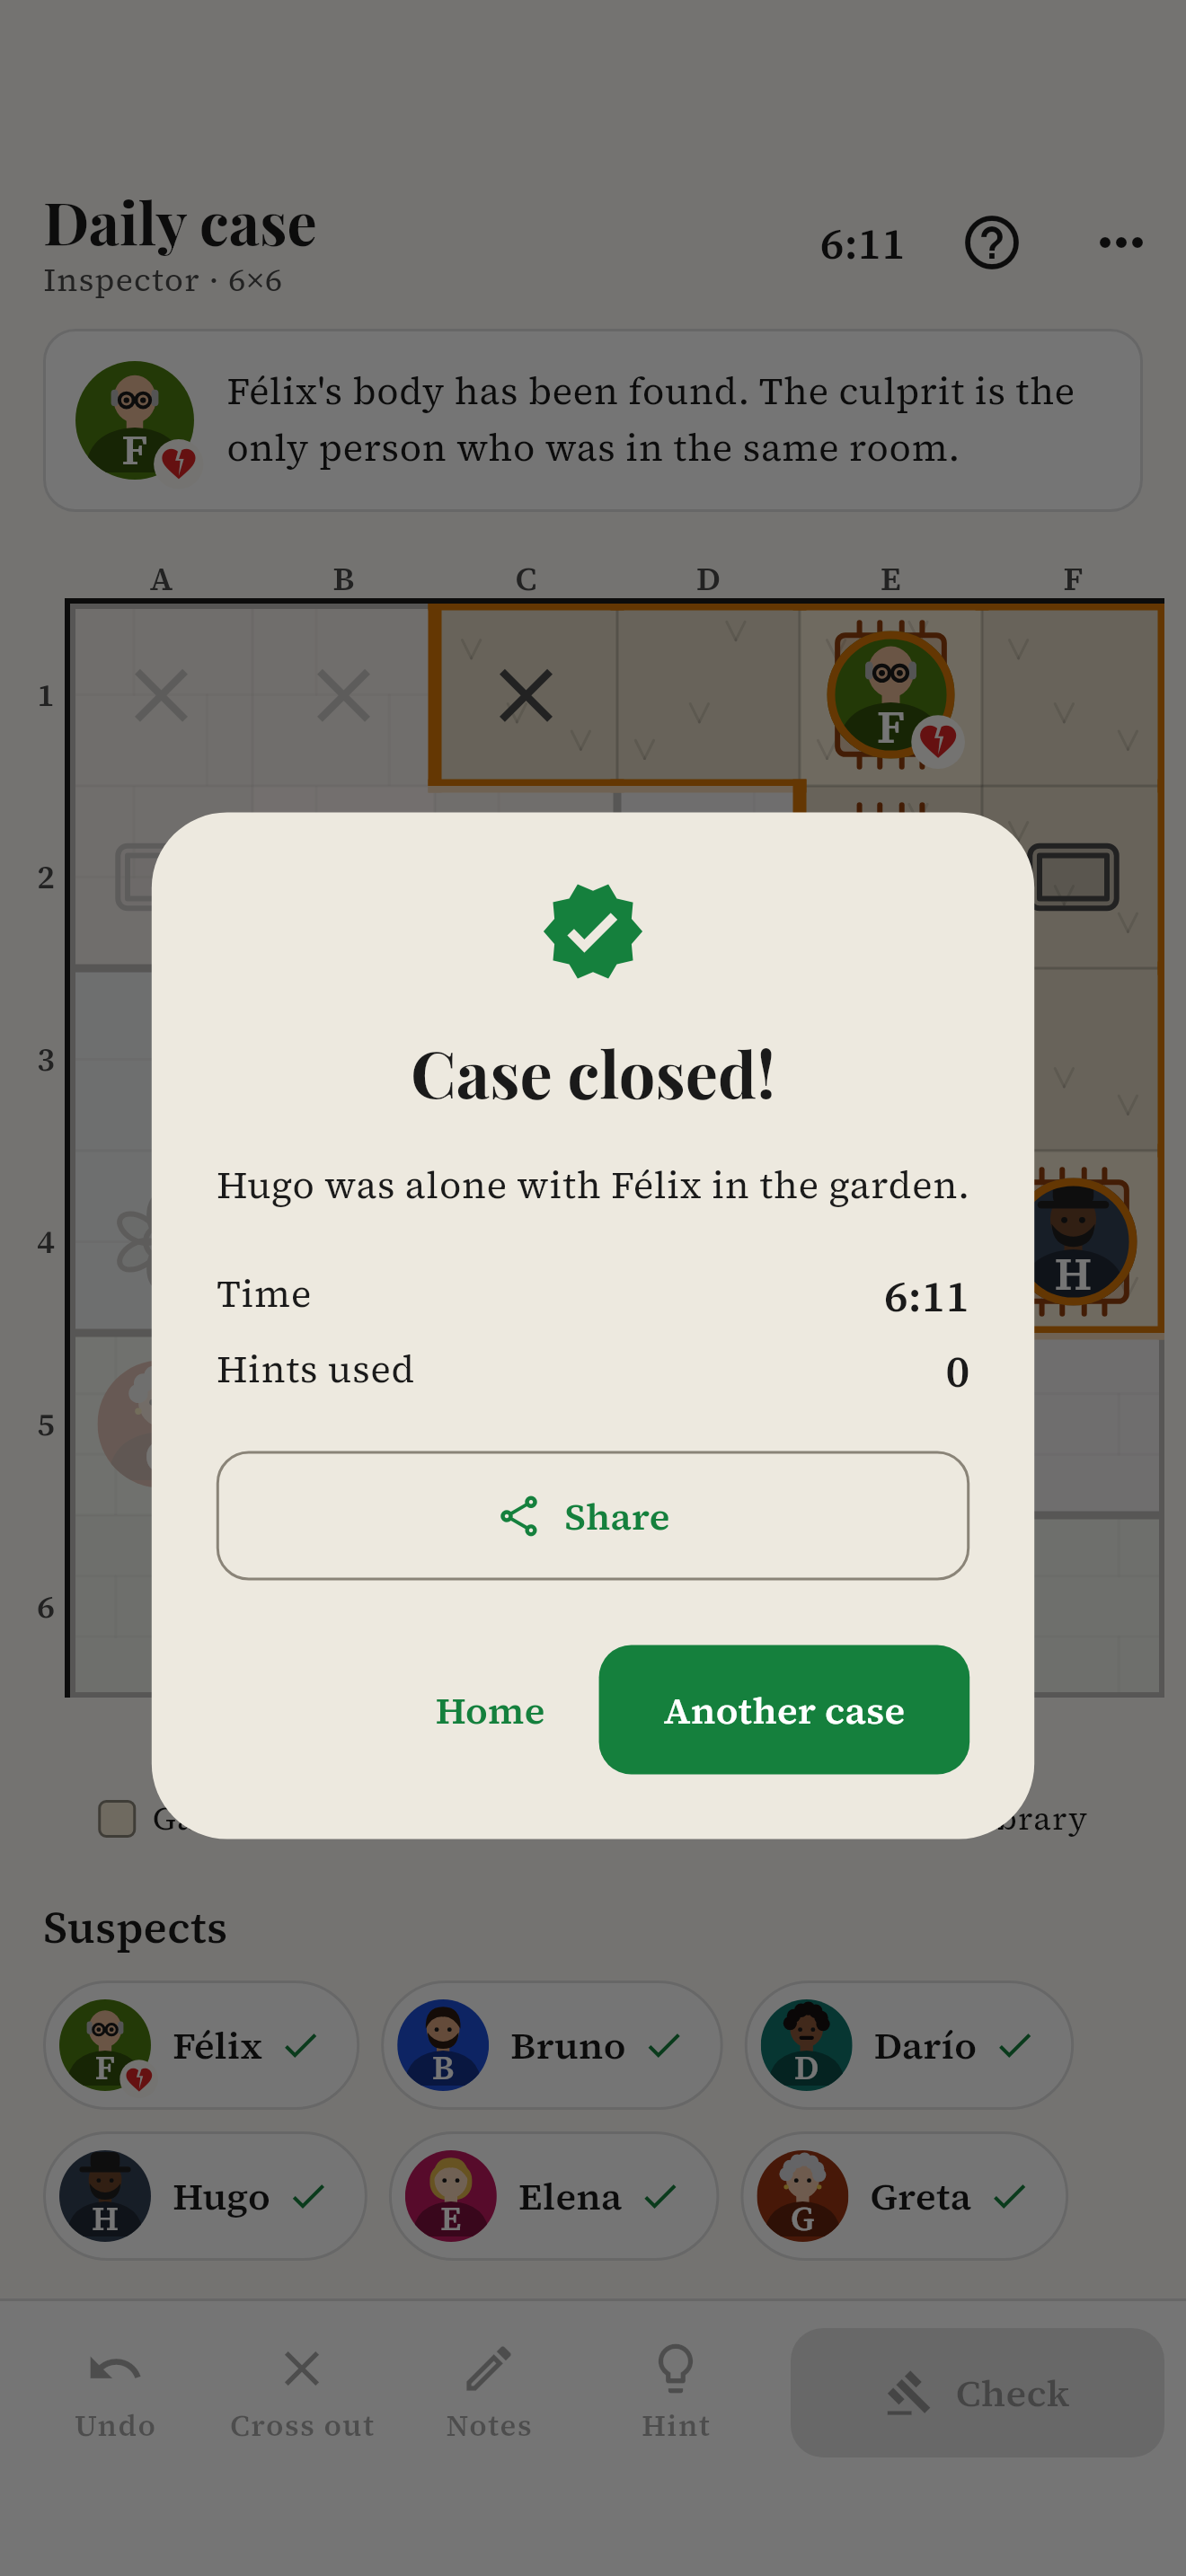 Daily case
Inspector · 6×6
6:11
Félix's body has been found. The culprit is the
only person who was in the same room.
F
A B C D E F
1
F
2
3
4
H
5
6
Case closed!
Hugo was alone with Félix in the garden.
Time 6:11
Hints used 0
Share
Home
Another case
Suspects
F Félix
B Bruno
D Darío
H Hugo
E Elena
G Greta
Undo
Cross out
Notes
Hint
Check